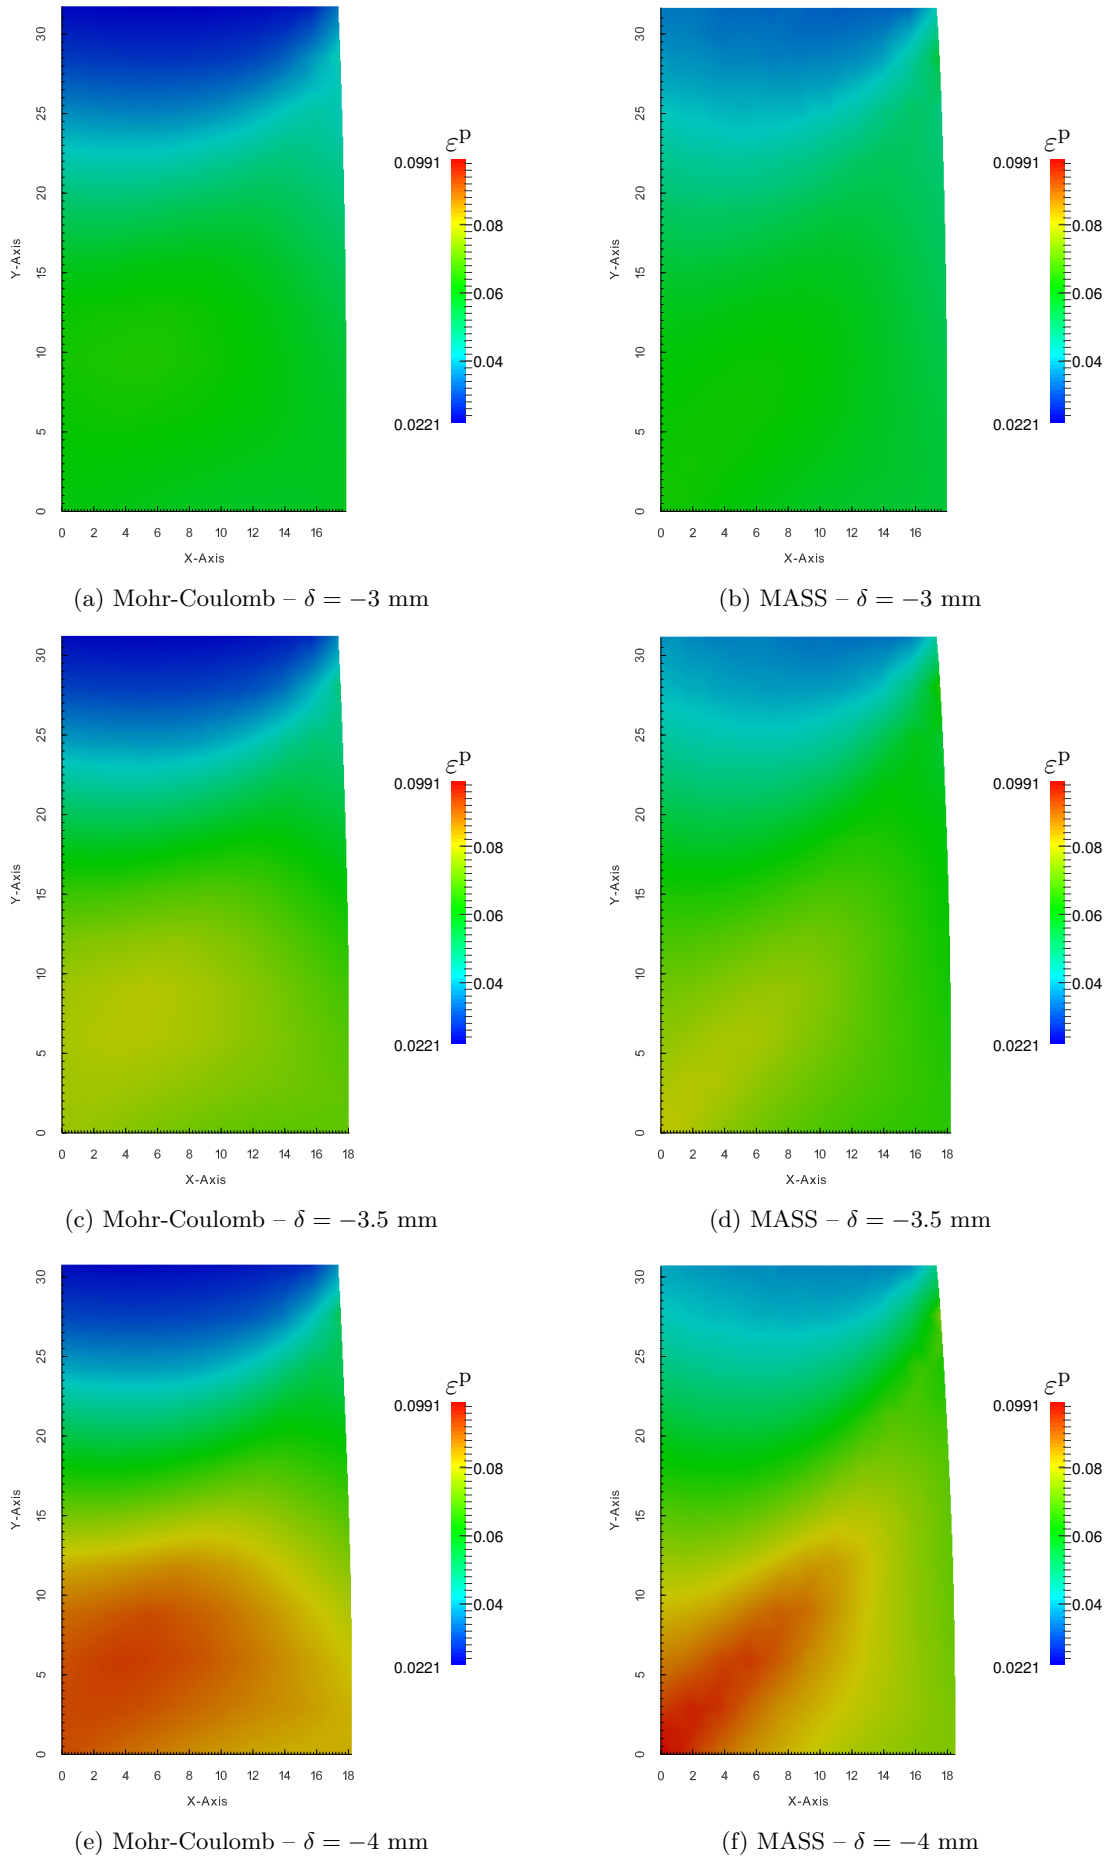 30
25
20
15
10
5
0
Y-Axis
0 2 4 6 8 10 12 14 16
X-Axis
εp
0.0991
0.08
0.06
0.04
0.0221
(a) Mohr-Coulomb – δ = −3 mm
30
25
20
15
10
5
0
Y-Axis
0 2 4 6 8 10 12 14 16
X-Axis
εp
0.0991
0.08
0.06
0.04
0.0221
(b) MASS – δ = −3 mm
30
25
20
15
10
5
0
Y-Axis
0 2 4 6 8 10 12 14 16 18
X-Axis
εp
0.0991
0.08
0.06
0.04
0.0221
(c) Mohr-Coulomb – δ = −3.5 mm
30
25
20
15
10
5
0
Y-Axis
0 2 4 6 8 10 12 14 16 18
X-Axis
εp
0.0991
0.08
0.06
0.04
0.0221
(d) MASS – δ = −3.5 mm
30
25
20
15
10
5
0
Y-Axis
0 2 4 6 8 10 12 14 16 18
X-Axis
εp
0.0991
0.08
0.06
0.04
0.0221
(e) Mohr-Coulomb – δ = −4 mm
30
25
20
15
10
5
0
Y-Axis
0 2 4 6 8 10 12 14 16 18
X-Axis
εp
0.0991
0.08
0.06
0.04
0.0221
(f) MASS – δ = −4 mm